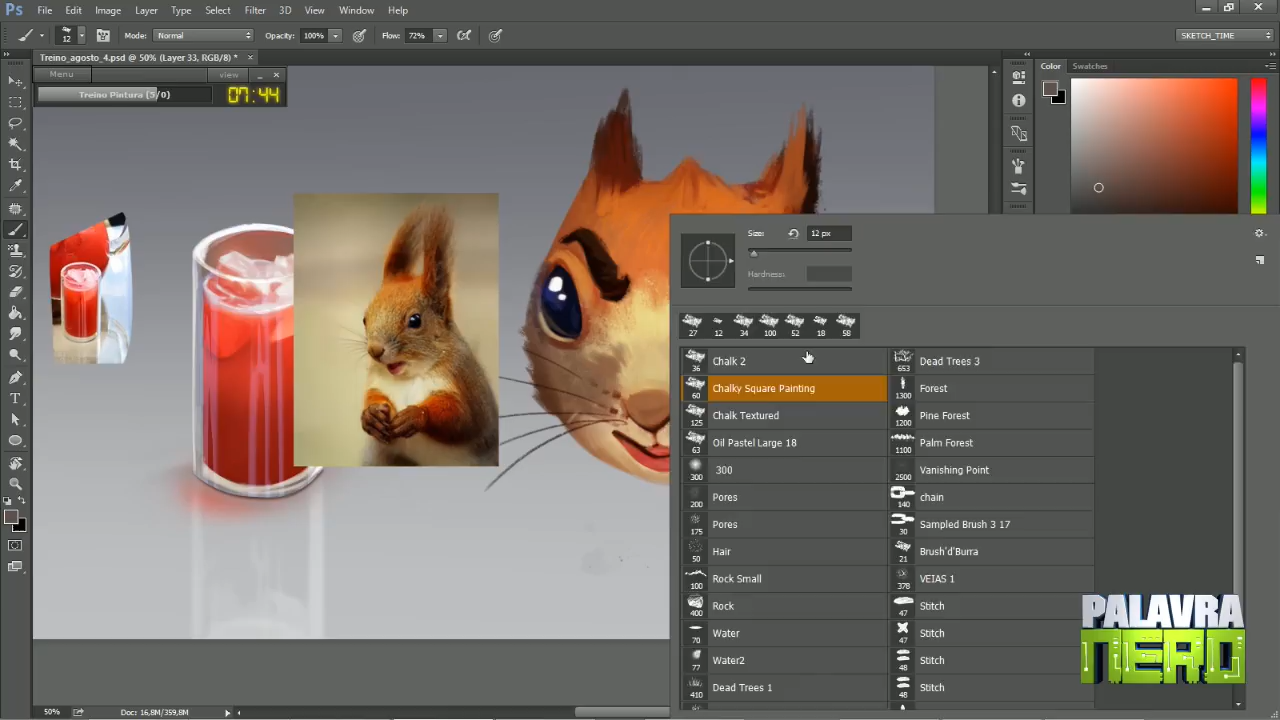 Ps File Edit Image Layer Type Select Filter 3D View Window Help
12 Mode: Normal Opacity: 100% Flow: 72% SKETCH_TIME
Treino_agosto_4.psd @ 50% (Layer 33, RGB/8) * ×
Menu view
Treino Pintura (5/0) 07:44
Color Swatches
Size: 12 px
Hardness:
27 12 34 100 52 18 58
Chalk 2
36
Chalky Square Painting
60
Chalk Textured
125
Oil Pastel Large 18
63
300
300
Pores
200
Pores
175
Hair
50
Rock Small
100
Rock
400
Water
70
Water2
77
Dead Trees 1
410
Dead Trees 3
653
Forest
1300
Pine Forest
1200
Palm Forest
1100
Vanishing Point
2500
chain
140
Sampled Brush 3 17
30
Brush'd'Burra
21
VEIAS 1
378
Stitch
47
Stitch
47
Stitch
48
Stitch
48
PALAVRA
NERD
50% Doc: 16,8M/359,8M